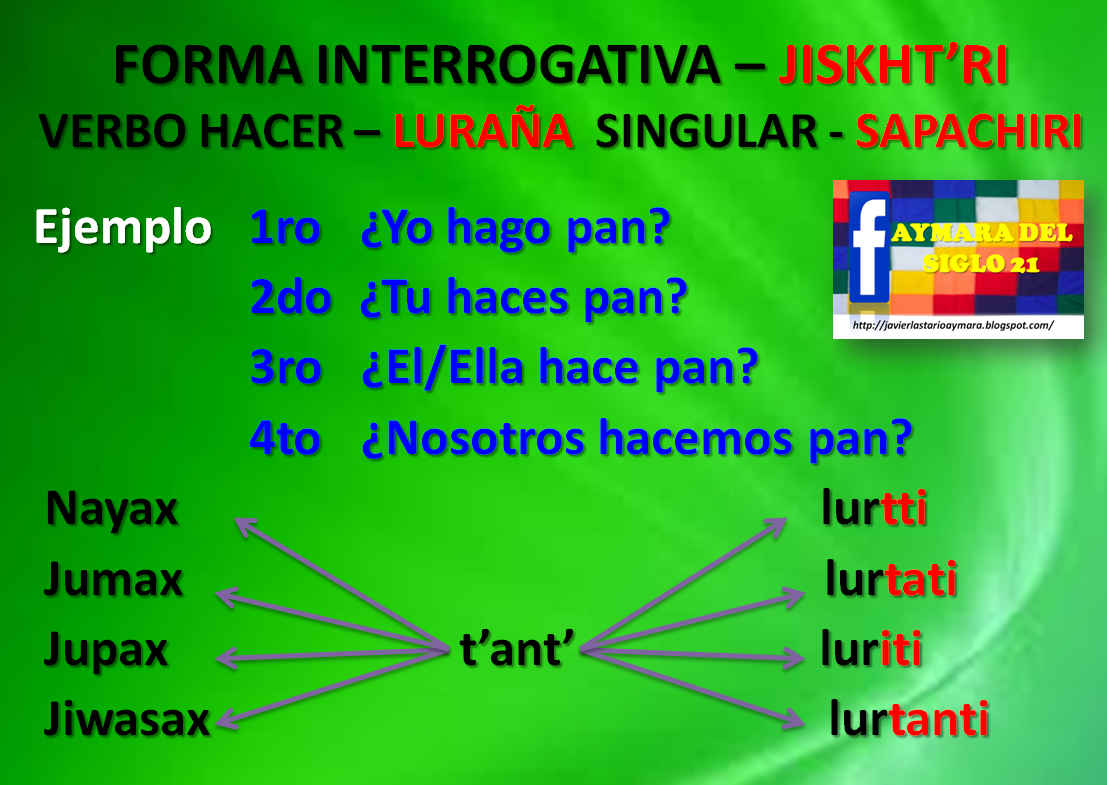 FORMA INTERROGATIVA – JISKHT’RI
VERBO HACER – LURAÑA SINGULAR - SAPACHIRI
Ejemplo 1ro ¿Yo hago pan?
2do ¿Tu haces pan?
3ro ¿El/Ella hace pan?
4to ¿Nosotros hacemos pan?
f AYMARA DEL
SIGLO 21
http://javierlastarioaymara.blogspot.com/
Nayax lurtti
Jumax lurtati
Jupax t’ant’ luriti
Jiwasax lurtanti